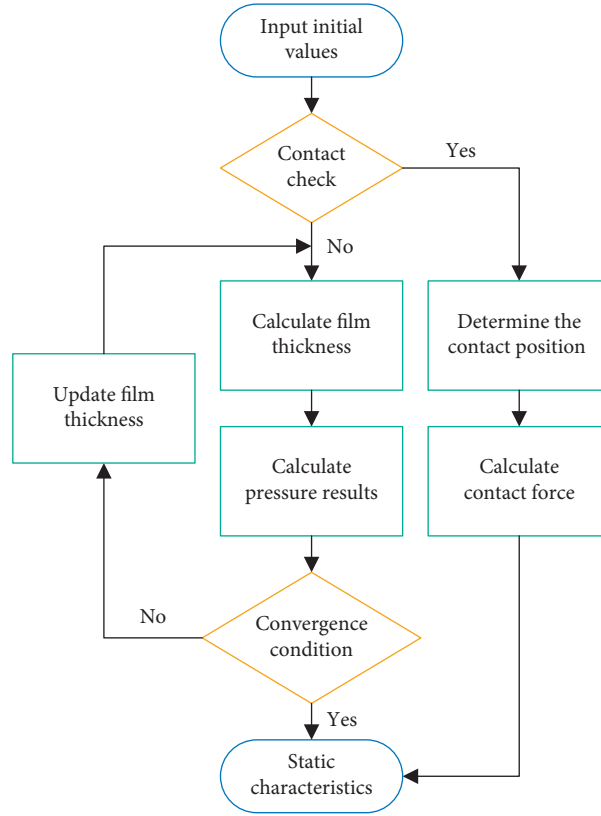 Input initial
values
Contact
check
Yes
No
Calculate film
thickness
Determine the
contact position
Update film
thickness
Calculate
pressure results
Calculate
contact force
No
Convergence
condition
Yes
Static
characteristics